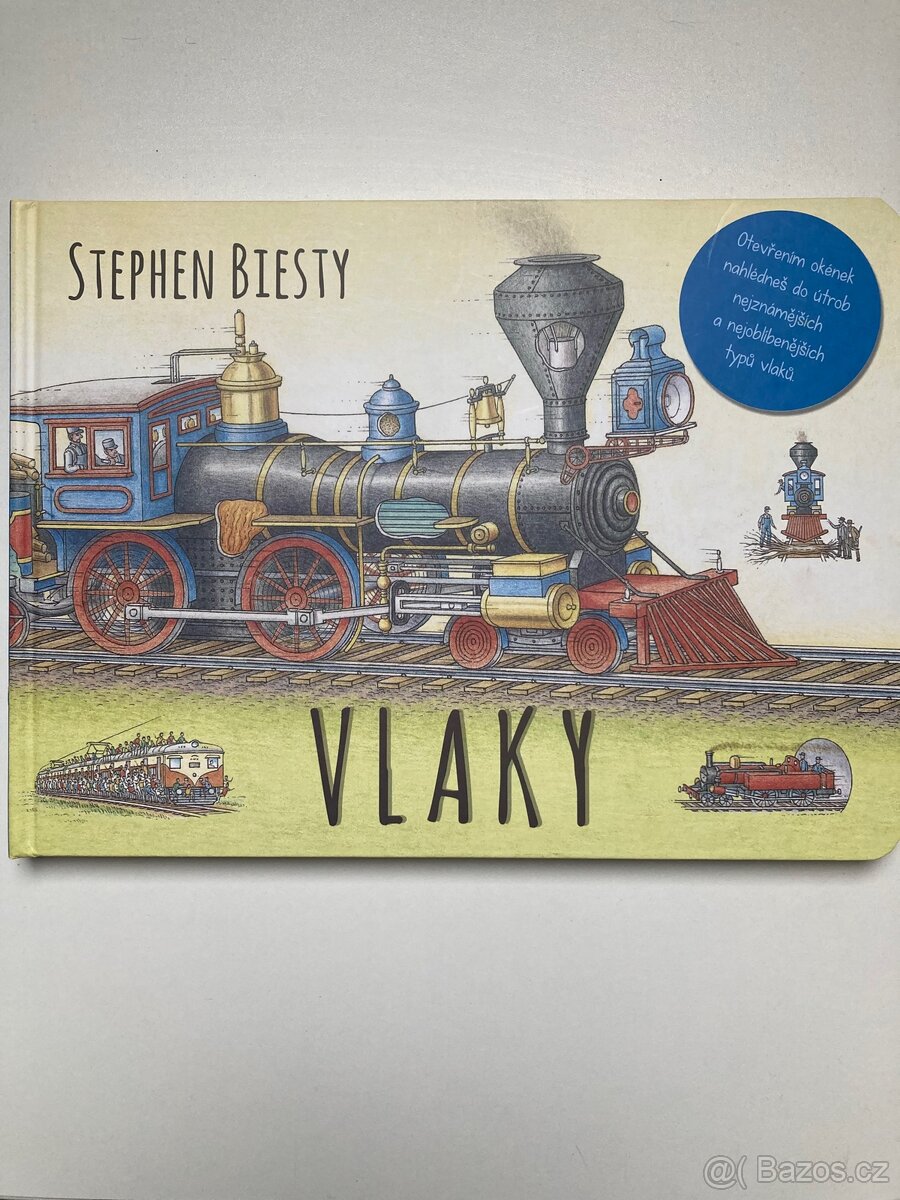 STEPHEN BIESTY
Otevřením okének
nahlédneš do útrob
nejznámějších
a nejoblíbenějších
typů vlaků.
VLAKY
@( Bazos.cz